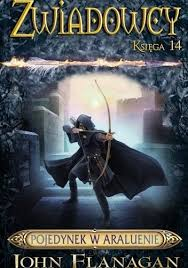 ZWIADOWCY
KSIĘGA 14
POJEDYNEK W ARALUENIE
JOHN FLANAGAN